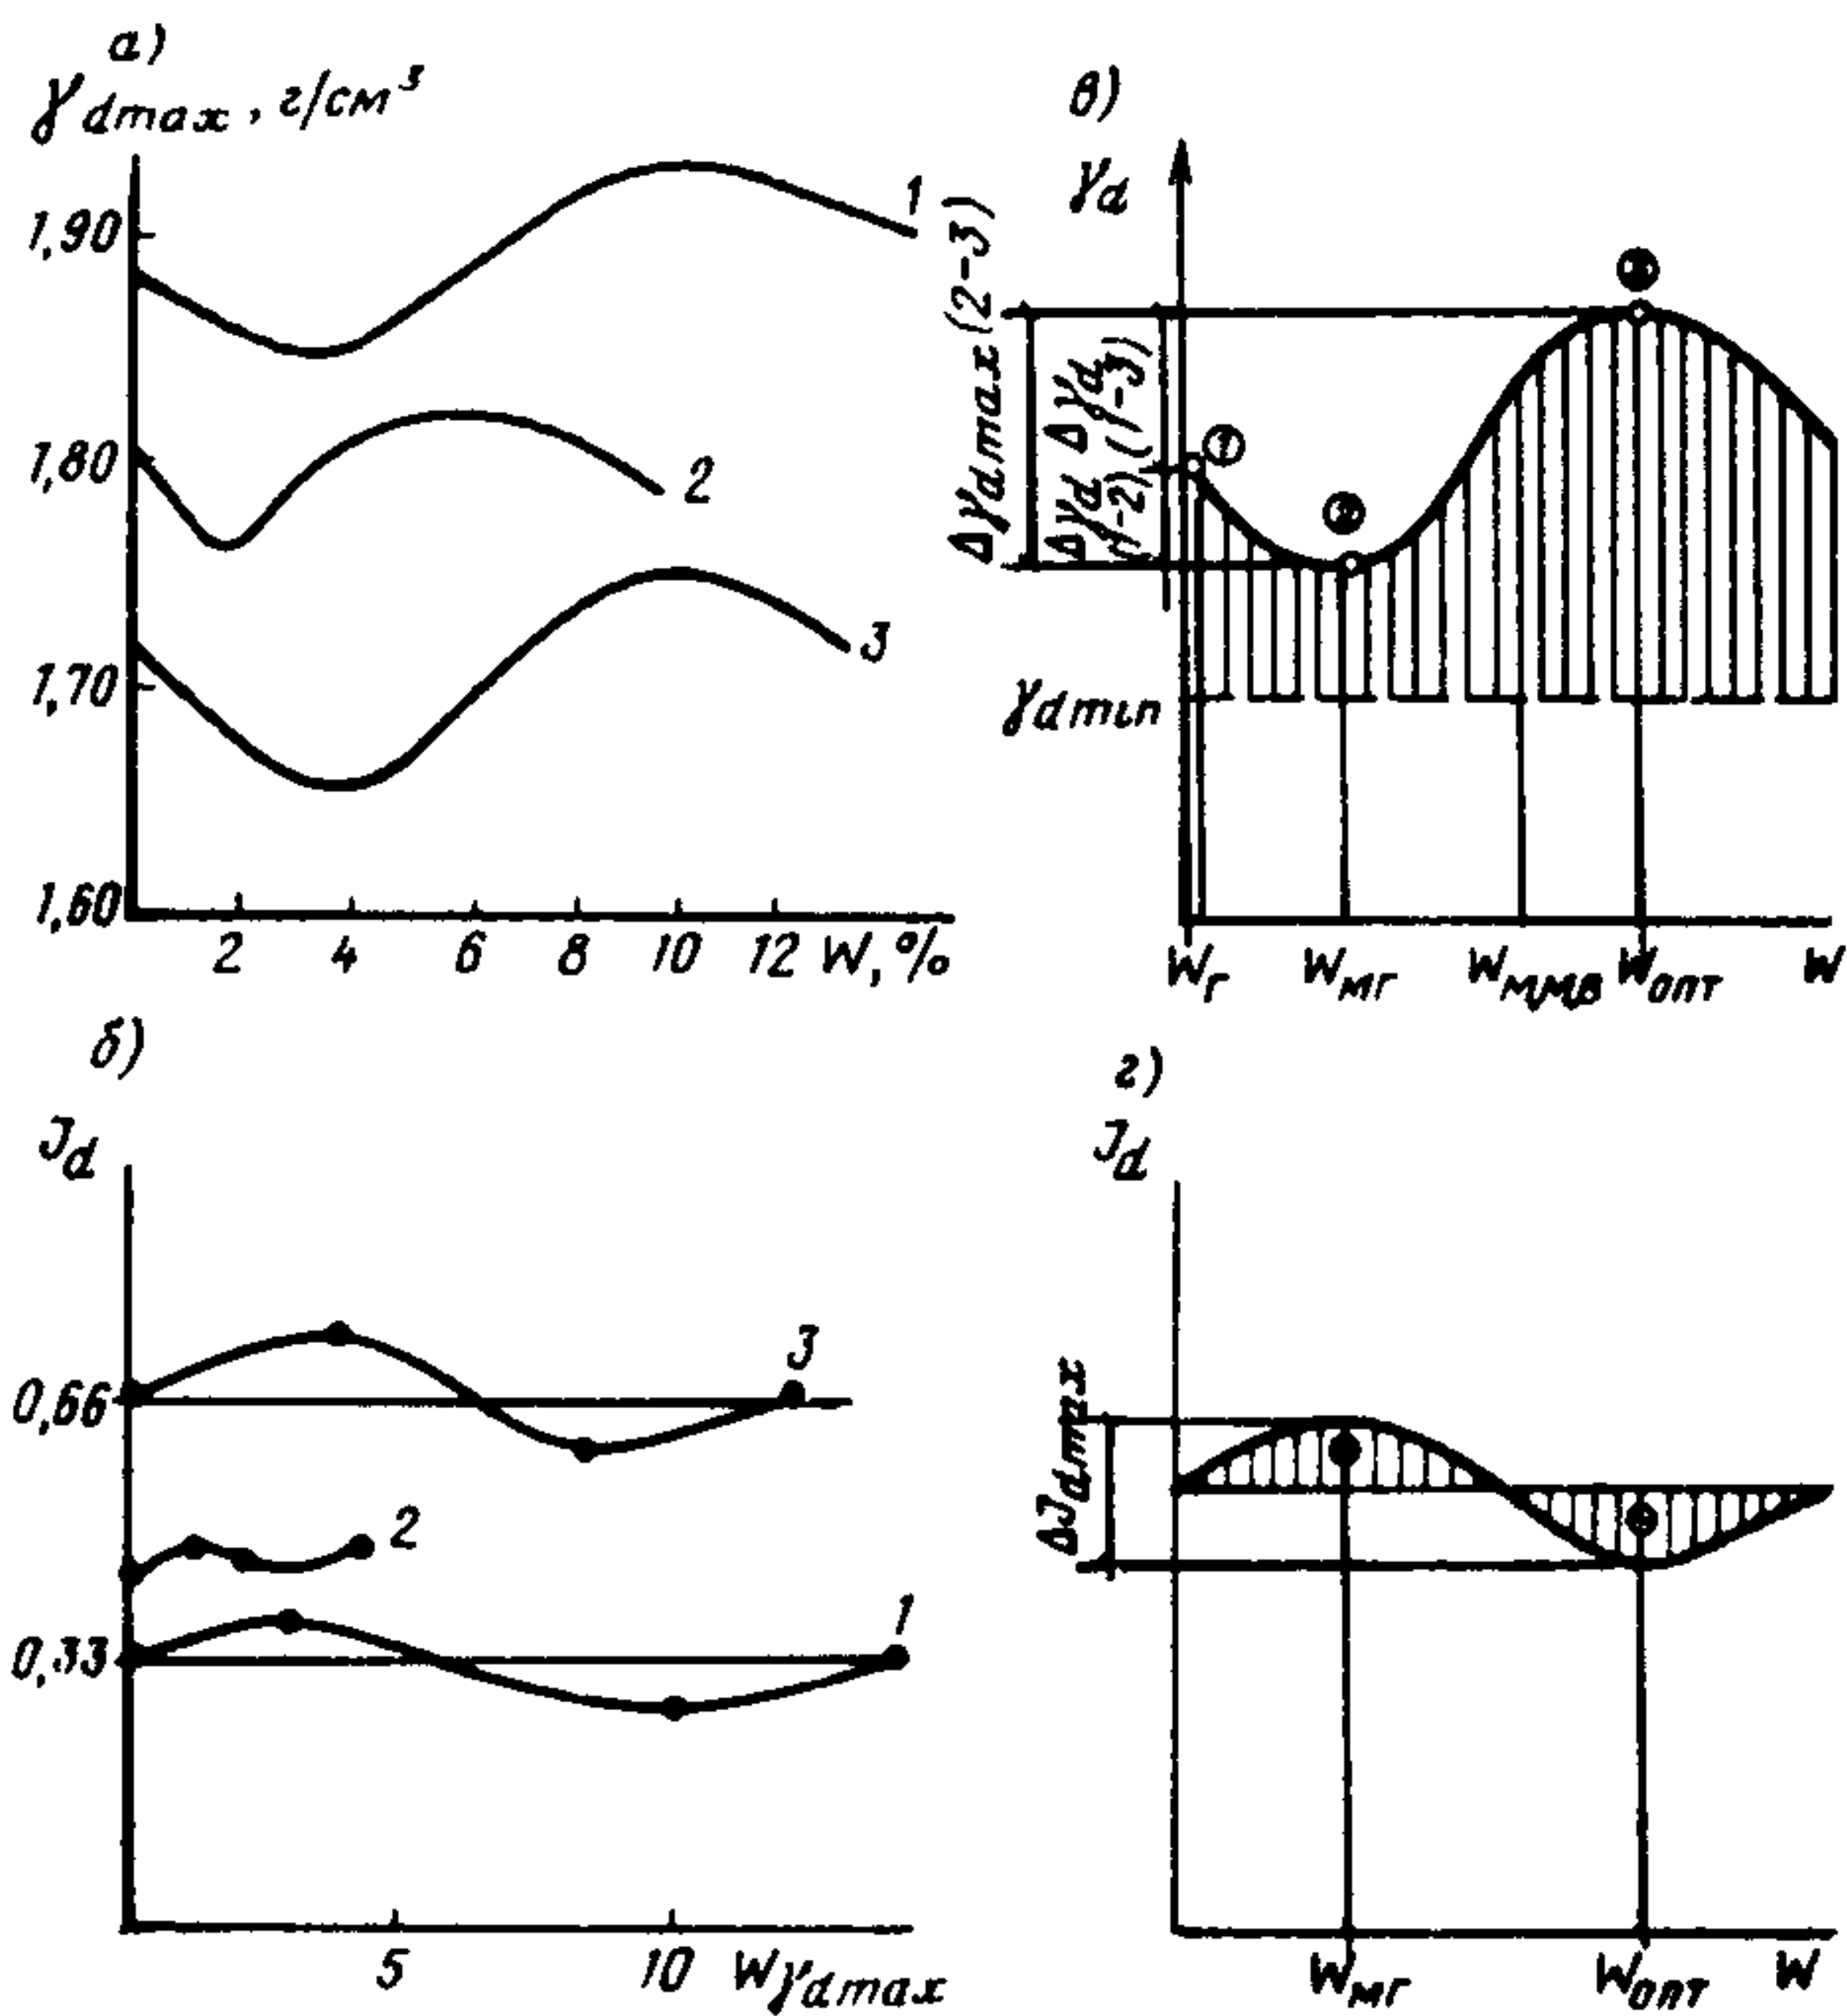 а)
γdmax, г/см³
1,90
1,80
1,70
1,60
1
2
3
2 4 6 8 10 12 W, %
в)
γd
Δγdmax (2-3)
Δγd (1-2)
Δγd (1-3)
1
γdmin
Wг Wмг Wммв Wопт W
б)
Jd
0,66
0,33
3
2
1
5 10 Wγdmax
г)
Jd
ΔJdmax
Wмг Wопт W